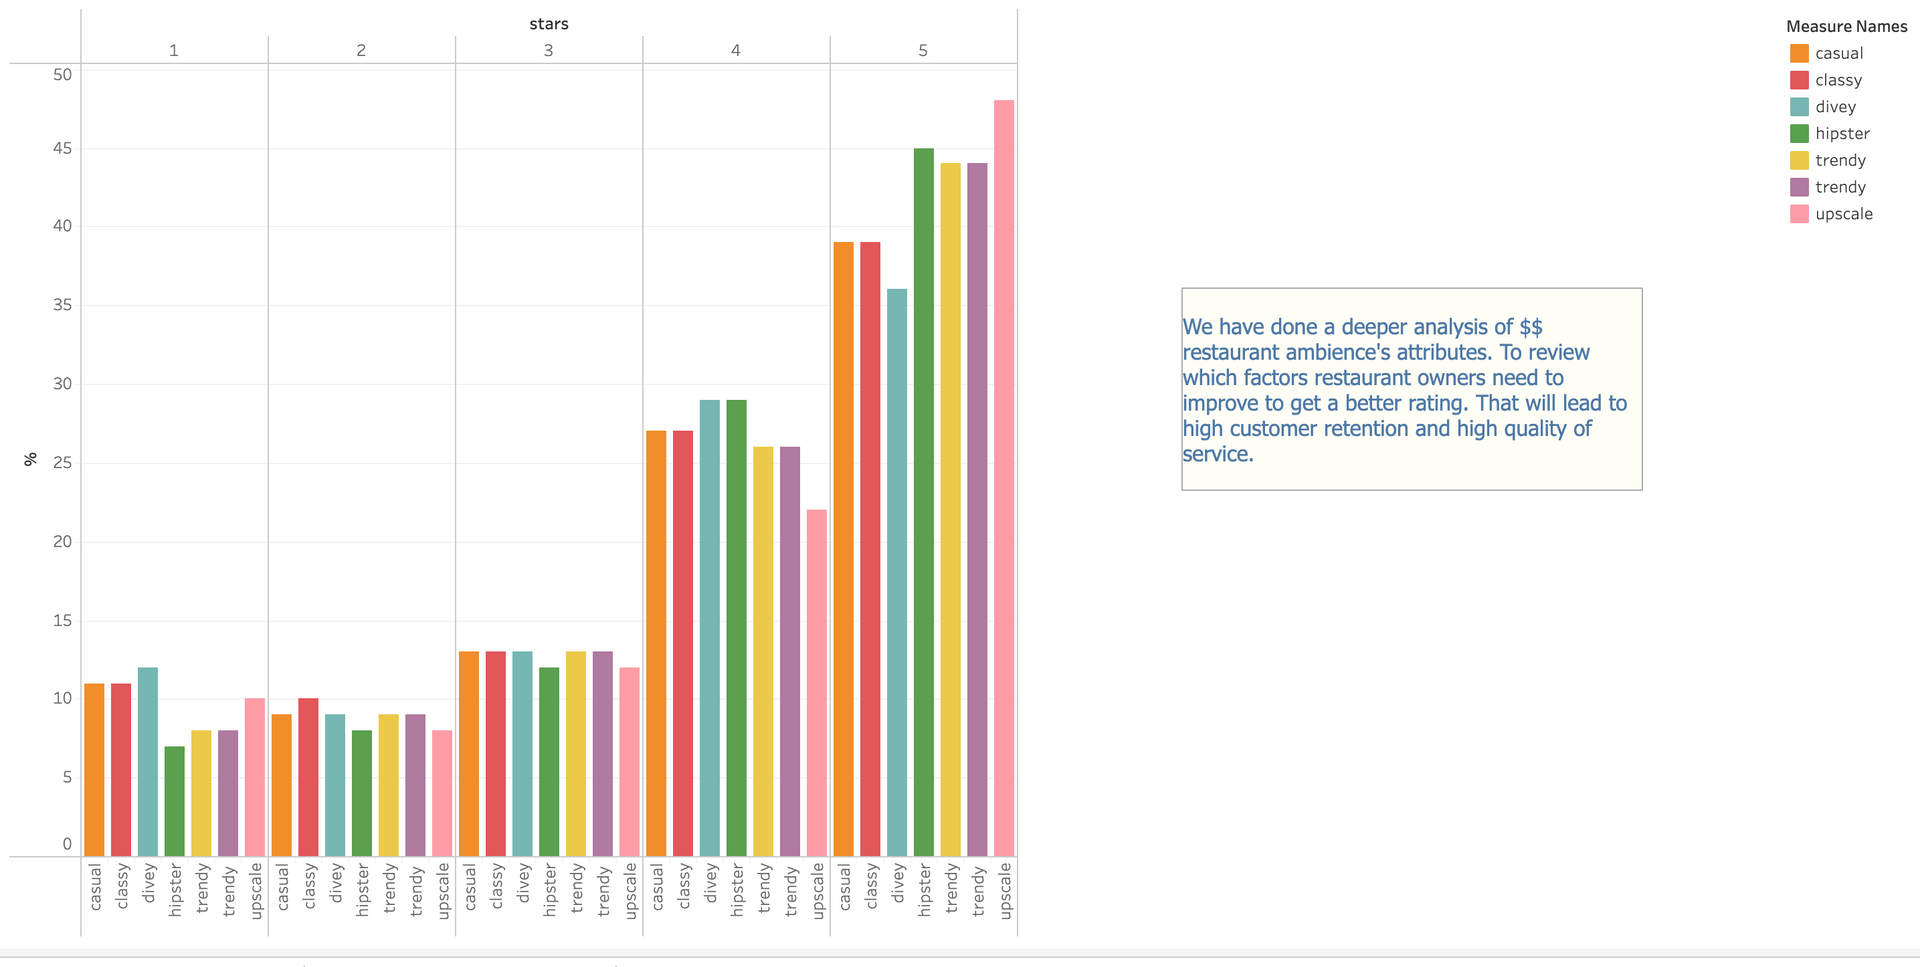 stars
1 2 3 4 5
50
45
40
35
30
25
20
15
10
5
0
%
casual classy divey hipster trendy trendy upscale casual classy divey hipster trendy trendy upscale casual classy divey hipster trendy trendy upscale casual classy divey hipster trendy trendy upscale casual classy divey hipster trendy trendy upscale
We have done a deeper analysis of $$
restaurant ambience's attributes. To review
which factors restaurant owners need to
improve to get a better rating. That will lead to
high customer retention and high quality of
service.
Measure Names
casual
classy
divey
hipster
trendy
trendy
upscale